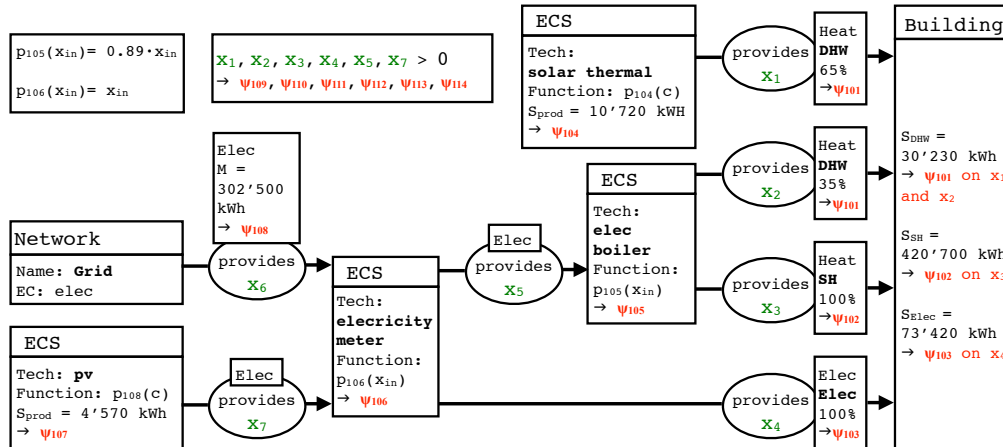 p₁₀₅(xᵢₙ)= 0.89·xᵢₙ
p₁₀₆(xᵢₙ)= xᵢₙ
x₁, x₂, x₃, x₄, x₅, x₇ > 0
→ ψ₁₀₉, ψ₁₁₀, ψ₁₁₁, ψ₁₁₂, ψ₁₁₃, ψ₁₁₄
ECS
Tech:
solar thermal
Function: p₁₀₄(c)
Sprod = 10'720 kWH
→ ψ₁₀₄
provides
x₁
Heat
DHW
65%
→ψ₁₀₁
Building
S_DHW =
30'230 kWh
→ ψ₁₀₁ on x₁
and x₂
S_SH =
420'700 kWh
→ ψ₁₀₂ on x₃
S_Elec =
73'420 kWh
→ ψ₁₀₃ on x₄
Elec
M =
302'500
kWh
→ ψ₁₀₈
Network
Name: Grid
EC: elec
provides
x₆
ECS
Tech:
elecricity
meter
Function:
p₁₀₆(xᵢₙ)
→ ψ₁₀₆
Elec
provides
x₅
ECS
Tech:
elec
boiler
Function:
p₁₀₅(xᵢₙ)
→ ψ₁₀₅
provides
x₂
Heat
DHW
35%
→ψ₁₀₁
provides
x₃
Heat
SH
100%
→ψ₁₀₂
ECS
Tech: pv
Function: p₁₀₈(c)
Sprod = 4'570 kWh
→ ψ₁₀₇
Elec
provides
x₇
provides
x₄
Elec
Elec
100%
→ψ₁₀₃